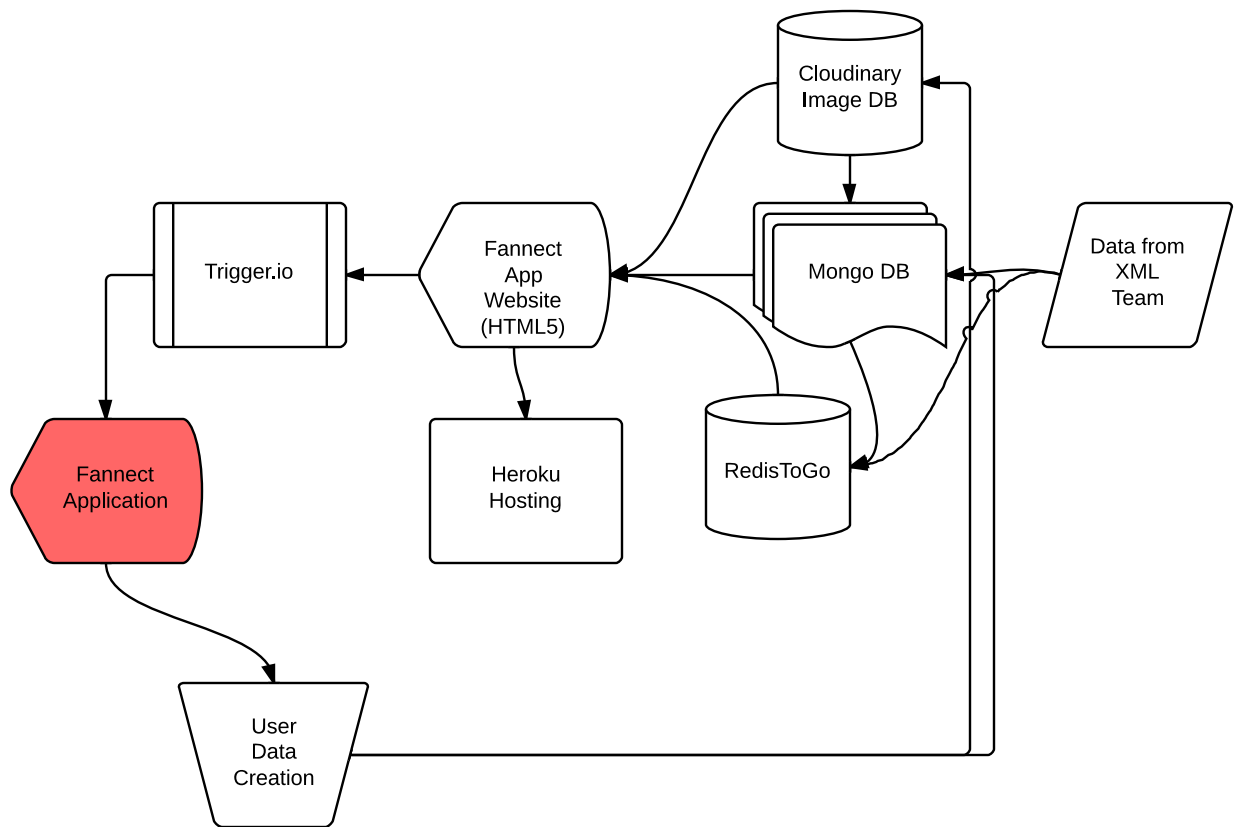 Cloudinary
Image DB
Trigger.io
Fannect
App
Website
(HTML5)
Mongo DB
Data from
XML
Team
Fannect
Application
Heroku
Hosting
RedisToGo
User
Data
Creation